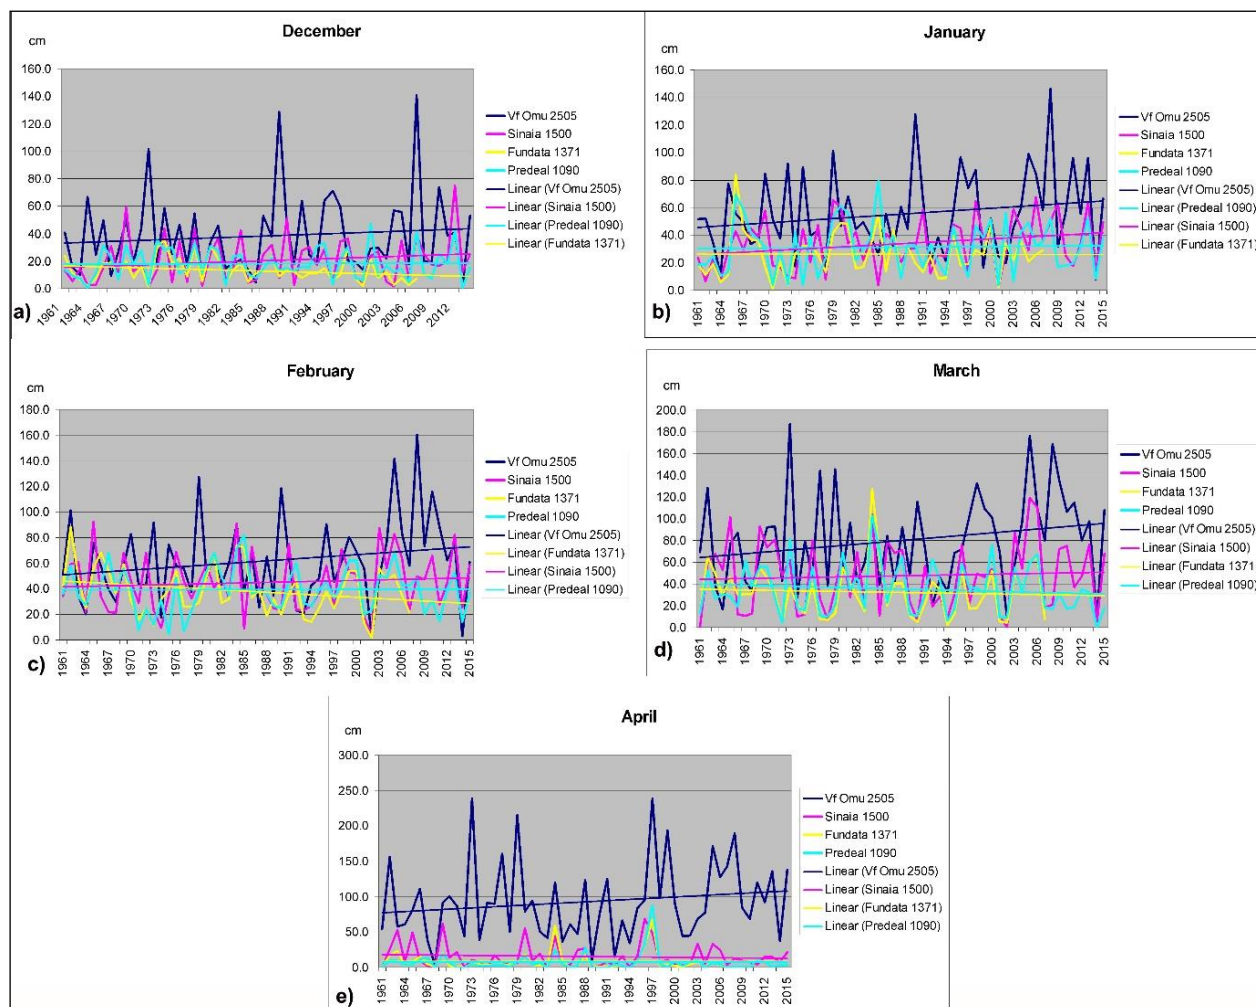 December
cm
160.0
140.0
120.0
100.0
80.0
60.0
40.0
20.0
0.0
1961
1964
1967
1970
1973
1976
1979
1982
1985
1988
1991
1994
1997
2000
2003
2006
2009
2012
Vf Omu 2505
Sinaia 1500
Fundata 1371
Predeal 1090
Linear (Vf Omu 2505)
Linear (Sinaia 1500)
Linear (Predeal 1090)
Linear (Fundata 1371)
a)
January
cm
160.0
140.0
120.0
100.0
80.0
60.0
40.0
20.0
0.0
1961
1964
1967
1970
1973
1976
1979
1982
1985
1988
1991
1994
1997
2000
2003
2006
2009
2012
2015
Vf Omu 2505
Sinaia 1500
Fundata 1371
Predeal 1090
Linear (Vf Omu 2505)
Linear (Predeal 1090)
Linear (Sinaia 1500)
Linear (Fundata 1371)
b)
February
cm
180.0
160.0
140.0
120.0
100.0
80.0
60.0
40.0
20.0
0.0
1961
1964
1967
1970
1973
1976
1979
1982
1985
1988
1991
1994
1997
2000
2003
2006
2009
2012
2015
Vf Omu 2505
Sinaia 1500
Fundata 1371
Predeal 1090
Linear (Vf Omu 2505)
Linear (Fundata 1371)
Linear (Sinaia 1500)
Linear (Predeal 1090)
c)
March
cm
200.0
180.0
160.0
140.0
120.0
100.0
80.0
60.0
40.0
20.0
0.0
1961
1964
1967
1970
1973
1976
1979
1982
1985
1988
1991
1994
1997
2000
2003
2006
2009
2012
2015
Vf Omu 2505
Sinaia 1500
Fundata 1371
Predeal 1090
Linear (Vf Omu 2505)
Linear (Sinaia 1500)
Linear (Fundata 1371
Linear (Predeal 1090)
d)
April
cm
300.0
250.0
200.0
150.0
100.0
50.0
0.0
1961
1964
1967
1970
1973
1976
1979
1982
1985
1988
1991
1994
1997
2000
2003
2006
2009
2012
2015
Vf Omu 2505
Sinaia 1500
Fundata 1371
Predeal 1090
Linear (Vf Omu 2505)
Linear (Sinaia 1500)
Linear (Fundata 1371)
Linear (Predeal 1090)
e)